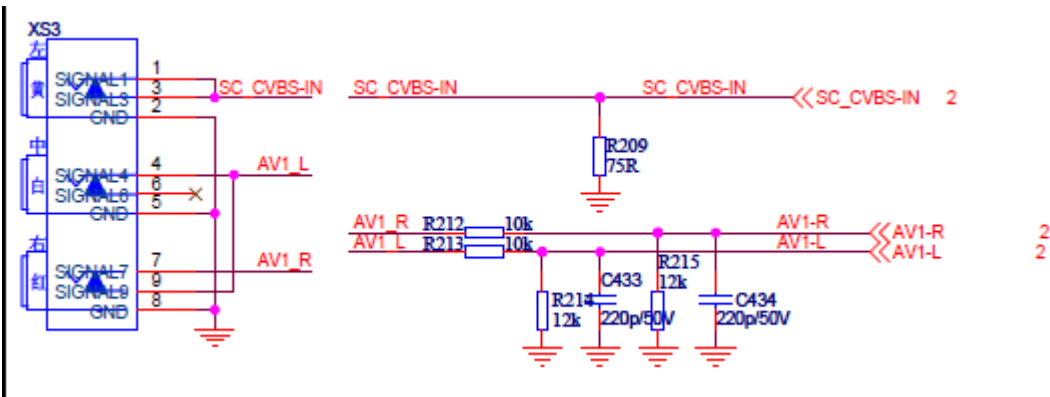 XS3
左
黄
SIGNAL1
SIGNAL3
GND
1
3
2
SC_CVBS-IN
SC_CVBS-IN
SC_CVBS-IN
SC_CVBS-IN 2
R209
75R
中
白
SIGNAL4
SIGNAL6
GND
4
6
5
AV1_L
右
红
SIGNAL7
SIGNAL9
GND
7
9
8
AV1_R
AV1_R R212 10k AV1-R AV1-R 2
AV1_L R213 10k AV1-L AV1-L 2
R214
12k
C433
220p/50V
R215
12k
C434
220p/50V